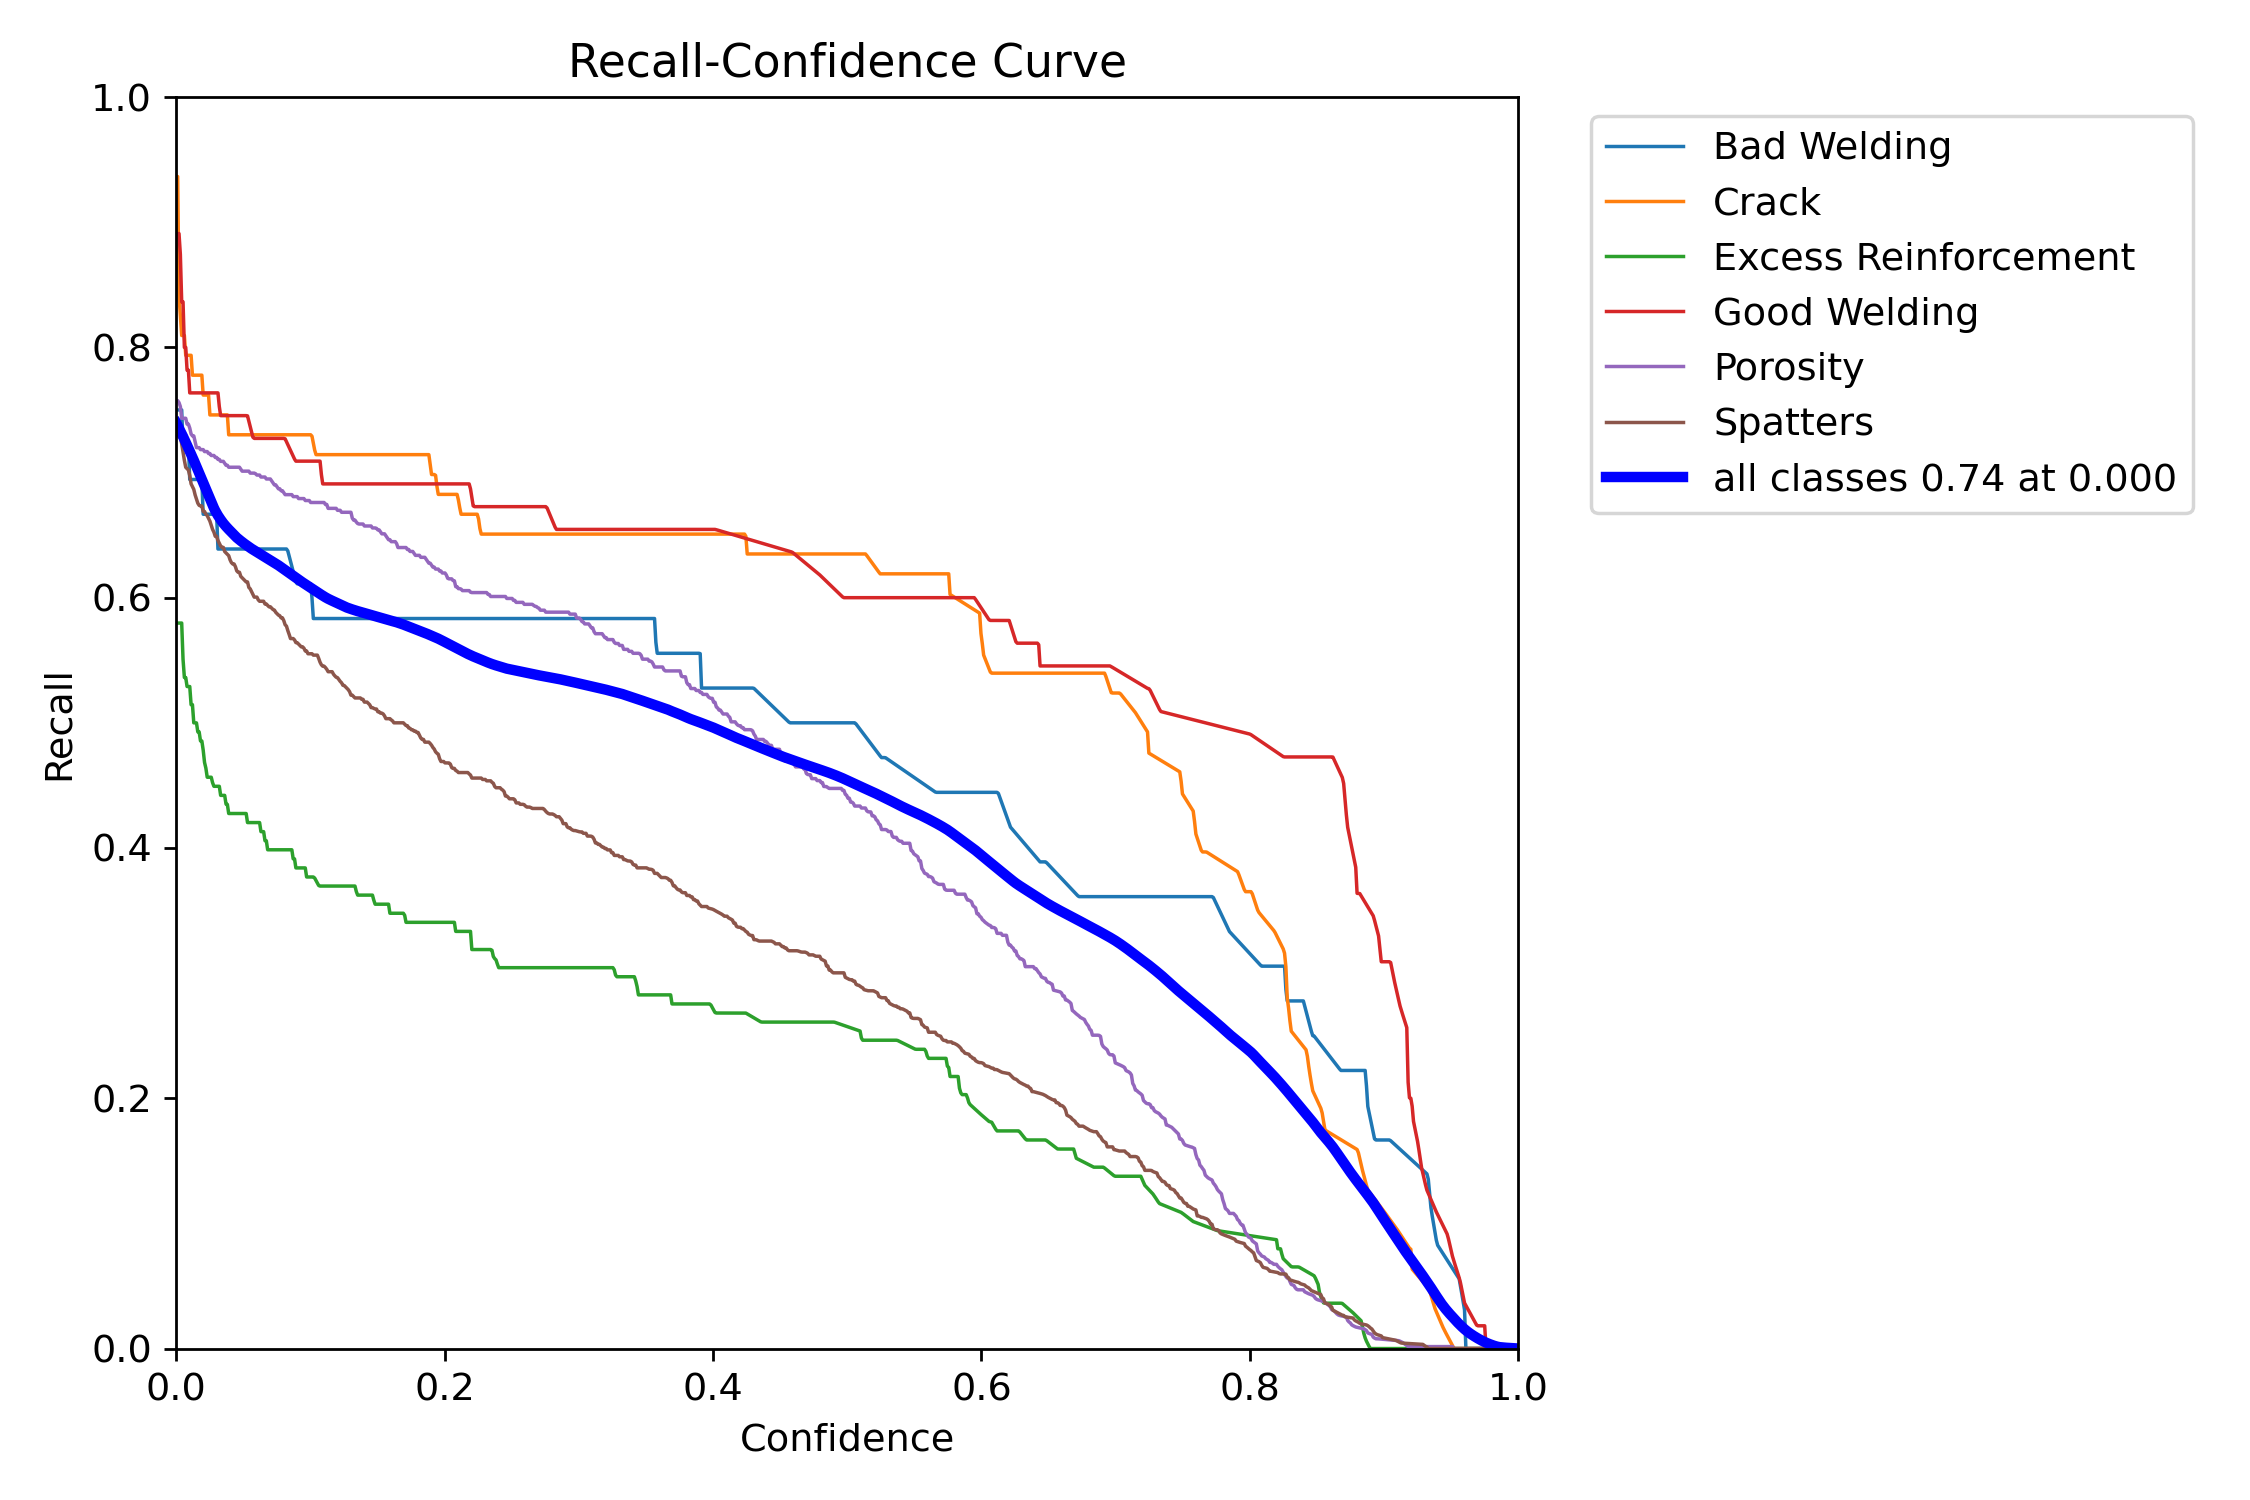 Recall-Confidence Curve
1.0
0.8
0.6
0.4
0.2
0.0
Recall
0.0 0.2 0.4 0.6 0.8 1.0
Confidence
Bad Welding
Crack
Excess Reinforcement
Good Welding
Porosity
Spatters
all classes 0.74 at 0.000